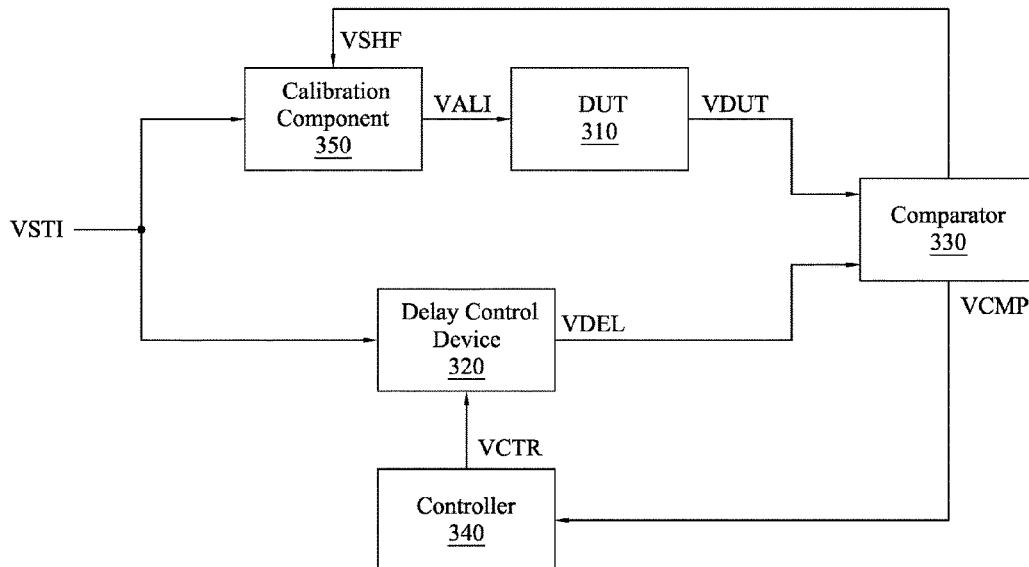 VSHF
Calibration
Component
350
VALI
DUT
310
VDUT
VSTI
Comparator
330
Delay Control
Device
320
VDEL
VCMP
VCTR
Controller
340